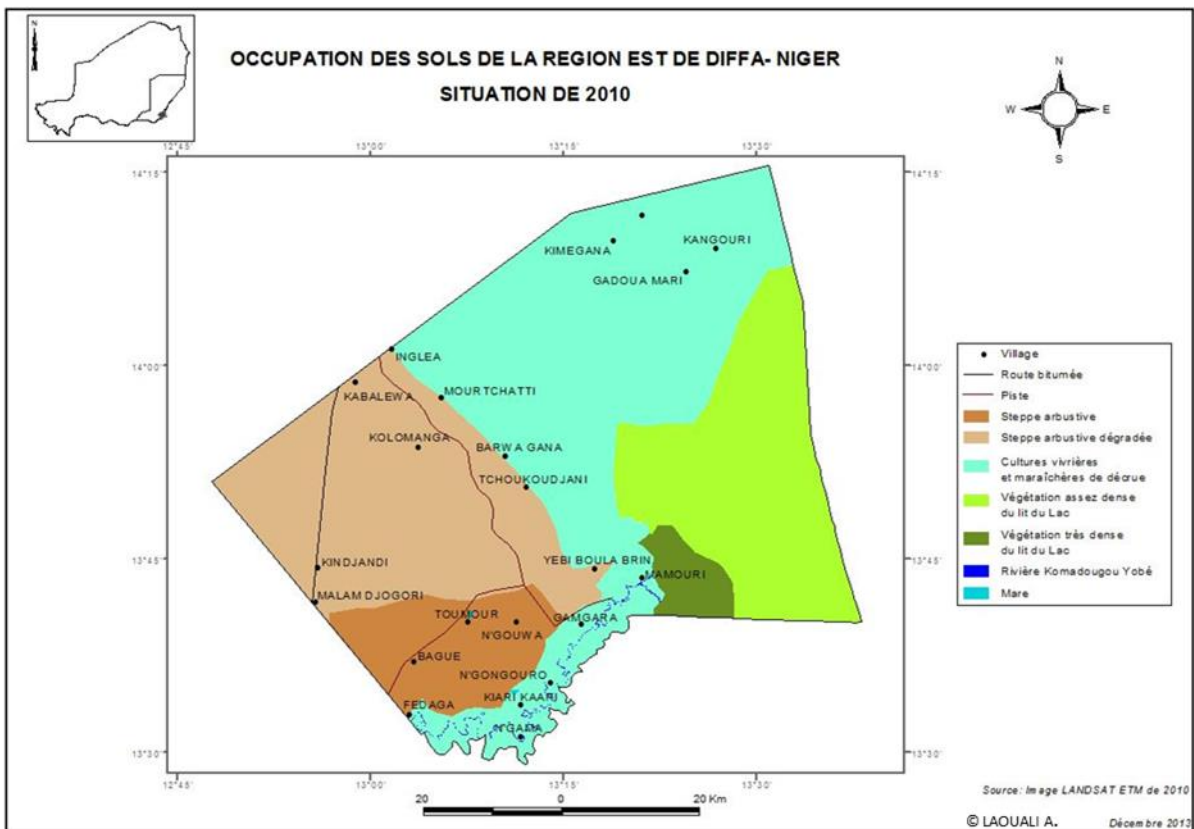 OCCUPATION DES SOLS DE LA REGION EST DE DIFFA- NIGER
SITUATION DE 2010
N
N
W
E
S
12°45'
13°00'
13°15'
13°30'
14°15'
14°15'
KIMEGANA
KANGOURI
GADOUA MARI
14°00'
14°00'
INGLEA
KABALEWA
MOURTCHATTI
KOLOMANGA
BARWA GANA
TCHOUKOUDJANI
13°45'
13°45'
KINDJANDI
YEBI BOULA BRIN
MAMOURI
MALAM DJOGORI
TOUMOUR
N'GOUWA
GAMGARA
BAGUE
N'GONGOURO
KIARI KAARI
FEDAGA
N'GAMA
13°30'
13°30'
12°45'
13°00'
13°15'
13°30'
Village
Route bitumée
Piste
Steppe arbustive
Steppe arbustive dégradée
Cultures vivrières
et maraîchères de décrue
Végétation assez dense
du lit du Lac
Végétation très dense
du lit du Lac
Rivière Komadougou Yobé
Mare
20 0 20 Km
Source: Image LANDSAT ETM de 2010
© LAOUALI A. Décembre 2013